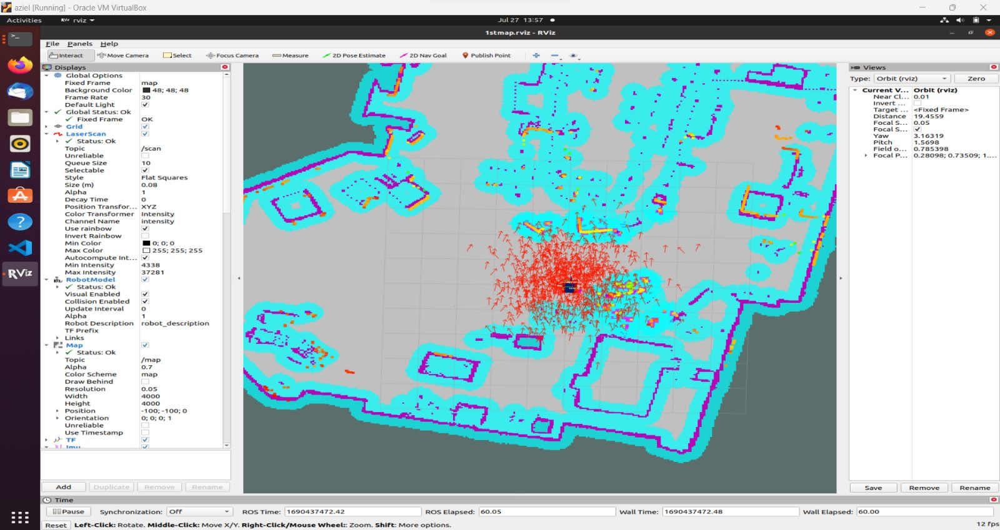 aziel [Running] - Oracle VM VirtualBox
Activities
RViz rviz
Jul 27 13:57
1stmap.rviz - RViz
File Panels Help
Interact Move Camera Select Focus Camera Measure 2D Pose Estimate 2D Nav Goal Publish Point
Displays
Global Options
Fixed Frame map
Background Color 48; 48; 48
Frame Rate 30
Default Light
Global Status: Ok
Fixed Frame OK
Grid
LaserScan
Status: Ok
Topic /scan
Unreliable
Queue Size 10
Selectable
Style Flat Squares
Size (m) 0.08
Alpha 1
Decay Time 0
Position Transfor... XYZ
Color Transformer Intensity
Channel Name intensity
Use rainbow
Invert Rainbow
Min Color 0; 0; 0
Max Color 255; 255; 255
Autocompute Int...
Min Intensity 4338
Max Intensity 37281
RobotModel
Status: Ok
Visual Enabled
Collision Enabled
Update Interval 0
Alpha 1
Robot Description robot_description
TF Prefix
Links
Map
Status: Ok
Topic /map
Alpha 0.7
Color Scheme map
Draw Behind
Resolution 0.05
Width 4000
Height 4000
Position -100; -100; 0
Orientation 0; 0; 0; 1
Unreliable
Use Timestamp
TF
Imu
Add Duplicate Remove Rename
RViz
Views
Type: Orbit (rviz) Zero
Current V... Orbit (rviz)
Near Cl... 0.01
Invert ...
Target ... <Fixed Frame>
Distance 19.4559
Focal S... 0.05
Focal S...
Yaw 3.16319
Pitch 1.5698
Field o... 0.785398
Focal P... 0.28098; 0.73509; 1....
Save Remove Rename
Time
Pause Synchronization: Off ROS Time: 1690437472.42 ROS Elapsed: 60.05 Wall Time: 1690437472.48 Wall Elapsed: 60.00
Reset Left-Click: Rotate. Middle-Click: Move X/Y. Right-Click/Mouse Wheel:: Zoom. Shift: More options. 12 fps